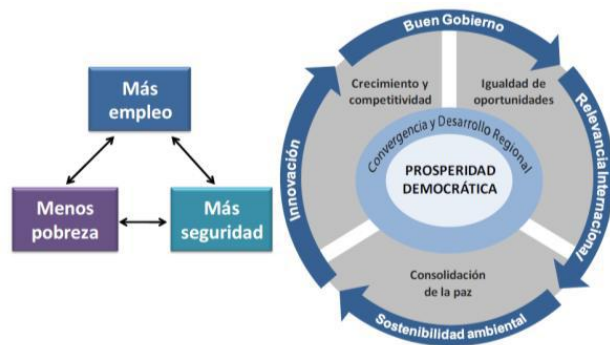 Más
empleo
Menos
pobreza
Más
seguridad
Buen Gobierno
Crecimiento y
competitividad
Igualdad de
oportunidades
Convergencia y Desarrollo Regional
PROSPERIDAD
DEMOCRÁTICA
Innovación
Relevancia Internacional
Consolidación
de la paz
Sostenibilidad ambiental